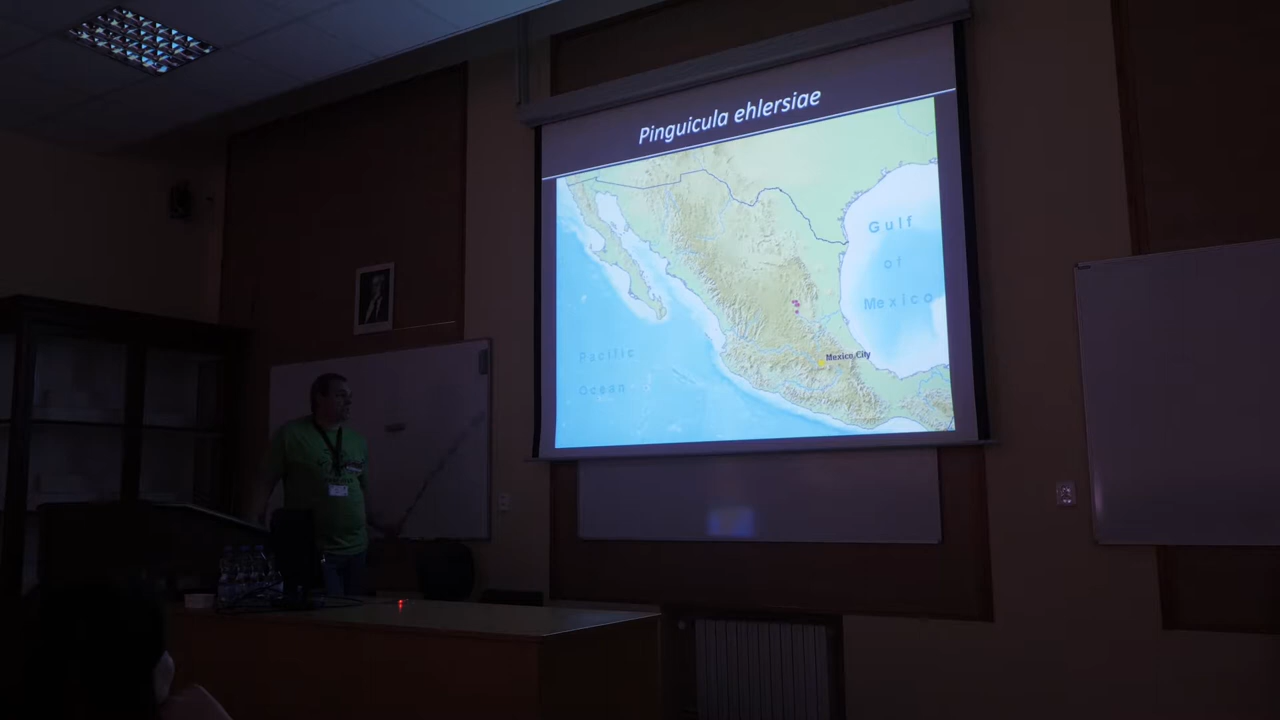 Pinguicula ehlersiae
Gulf
of
Mexico
Pacific
Ocean
Mexico City